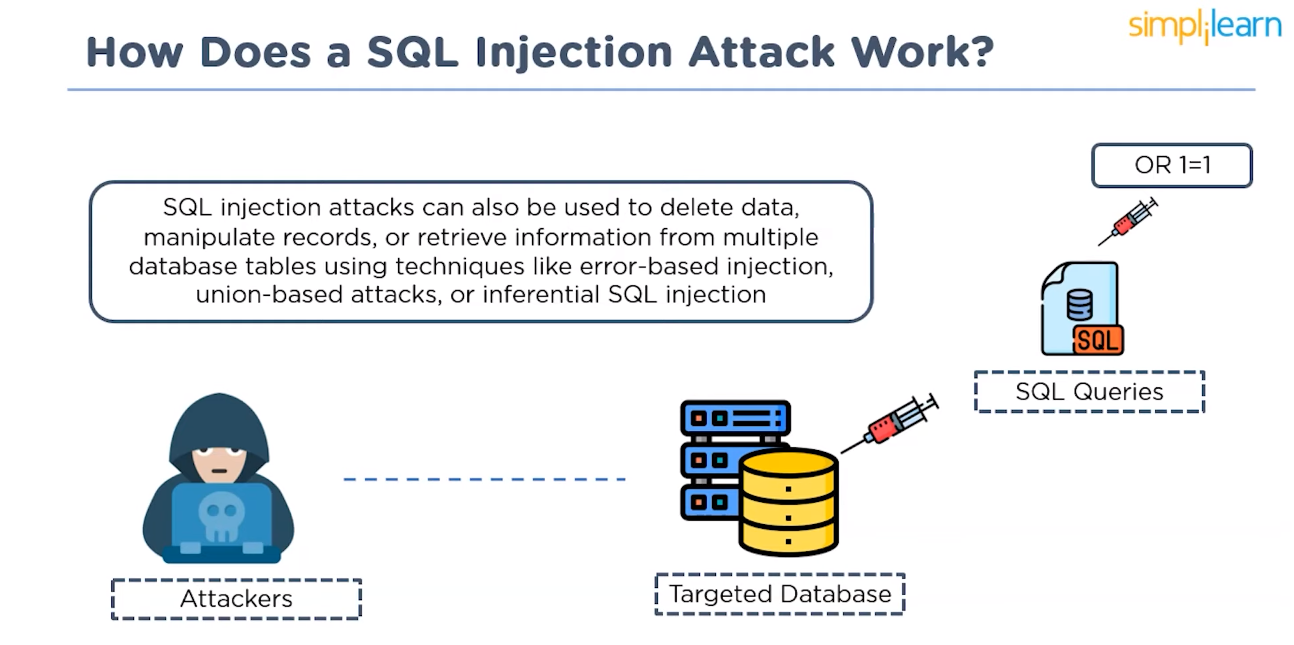 simplilearn
How Does a SQL Injection Attack Work?
OR 1=1
SQL injection attacks can also be used to delete data,
manipulate records, or retrieve information from multiple
database tables using techniques like error-based injection,
union-based attacks, or inferential SQL injection
SQL
SQL Queries
Attackers
Targeted Database